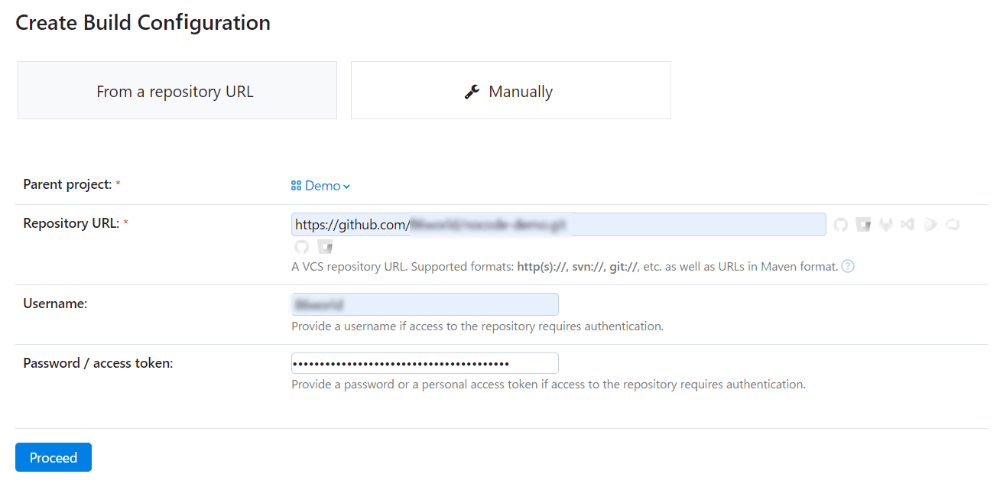 Create Build Configuration
From a repository URL
Manually
Parent project: *
Demo
Repository URL: *
https://github.com/
A VCS repository URL. Supported formats: http(s)://, svn://, git://, etc. as well as URLs in Maven format. ?
Username:
Provide a username if access to the repository requires authentication.
Password / access token:
••••••••••••••••••••••••••••••••••••••••
Provide a password or a personal access token if access to the repository requires authentication.
Proceed